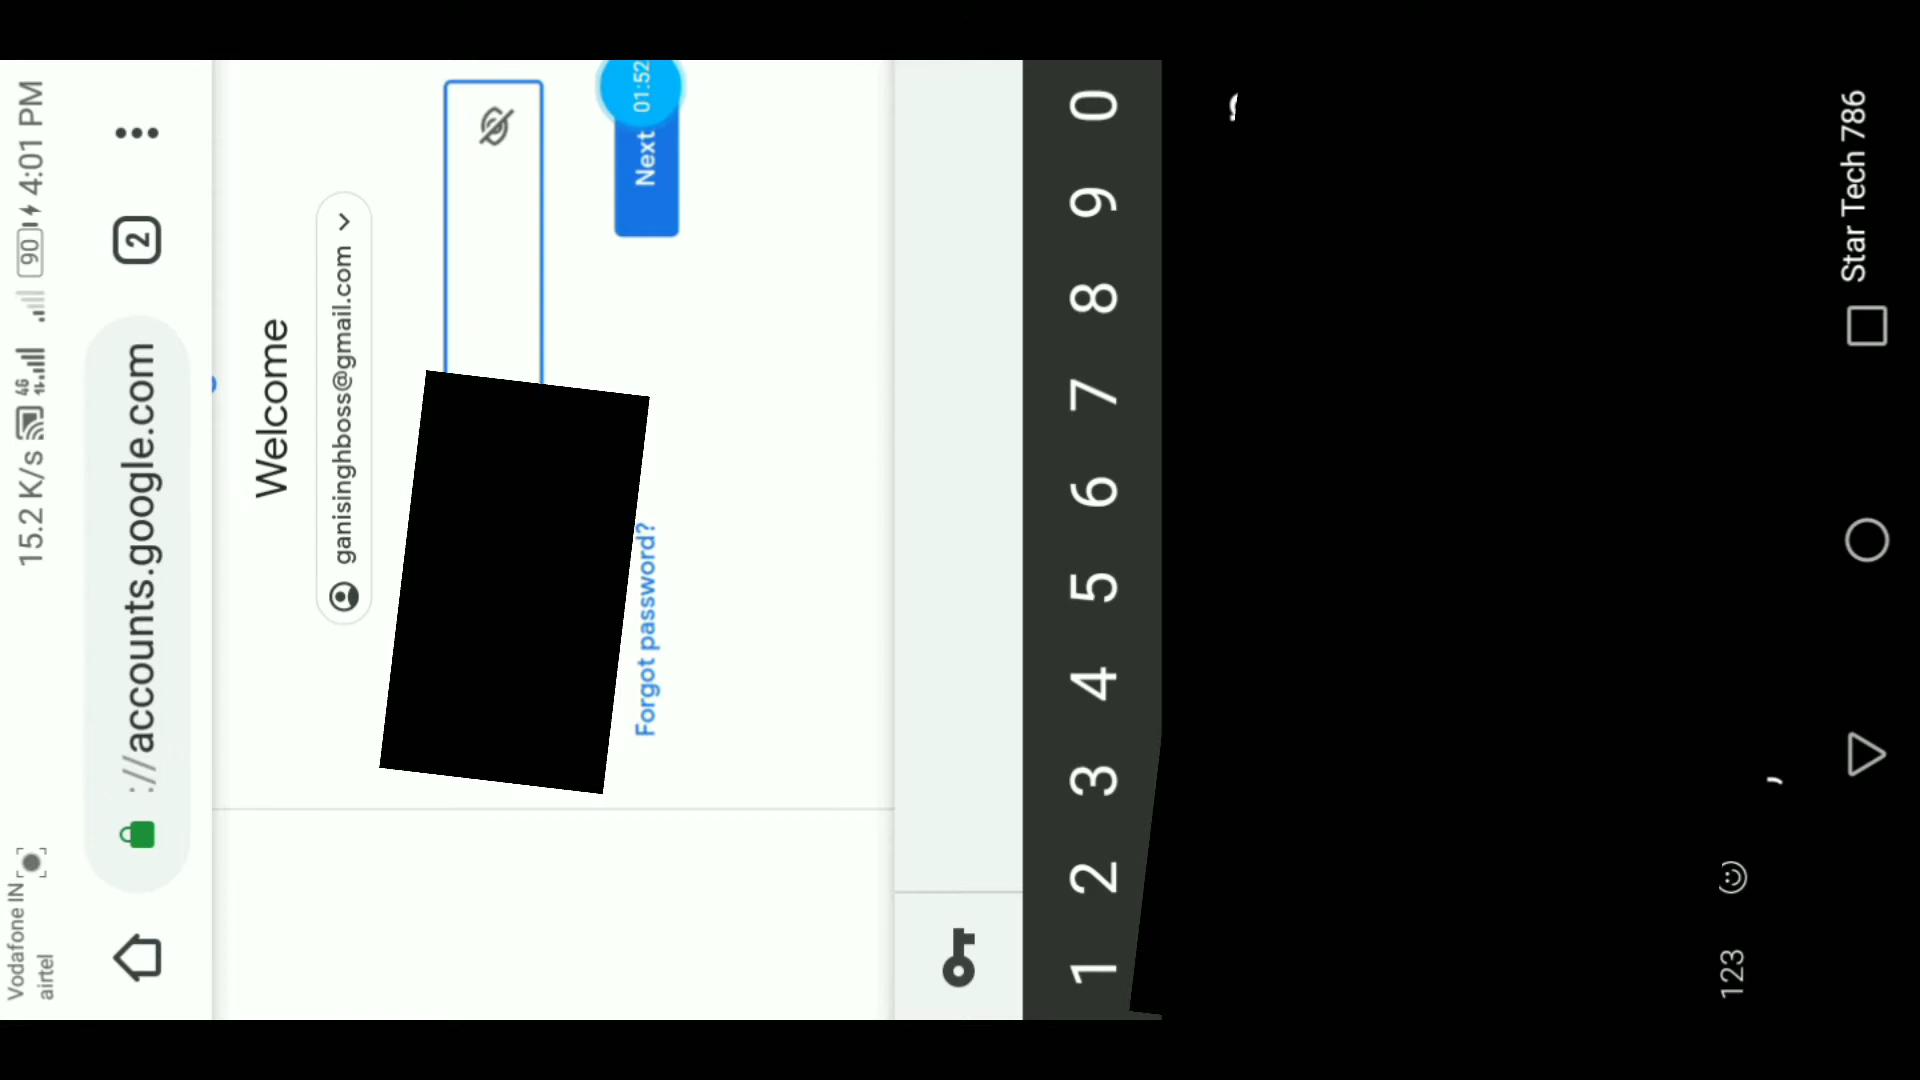 Vodafone IN
airtel
15.2 K/s 4G 90 4:01 PM
://accounts.google.com
2
Welcome
ganisinghboss@gmail.com
Forgot password?
Next
01:52
1 2 3 4 5 6 7 8 9 0
123
,
Star Tech 786